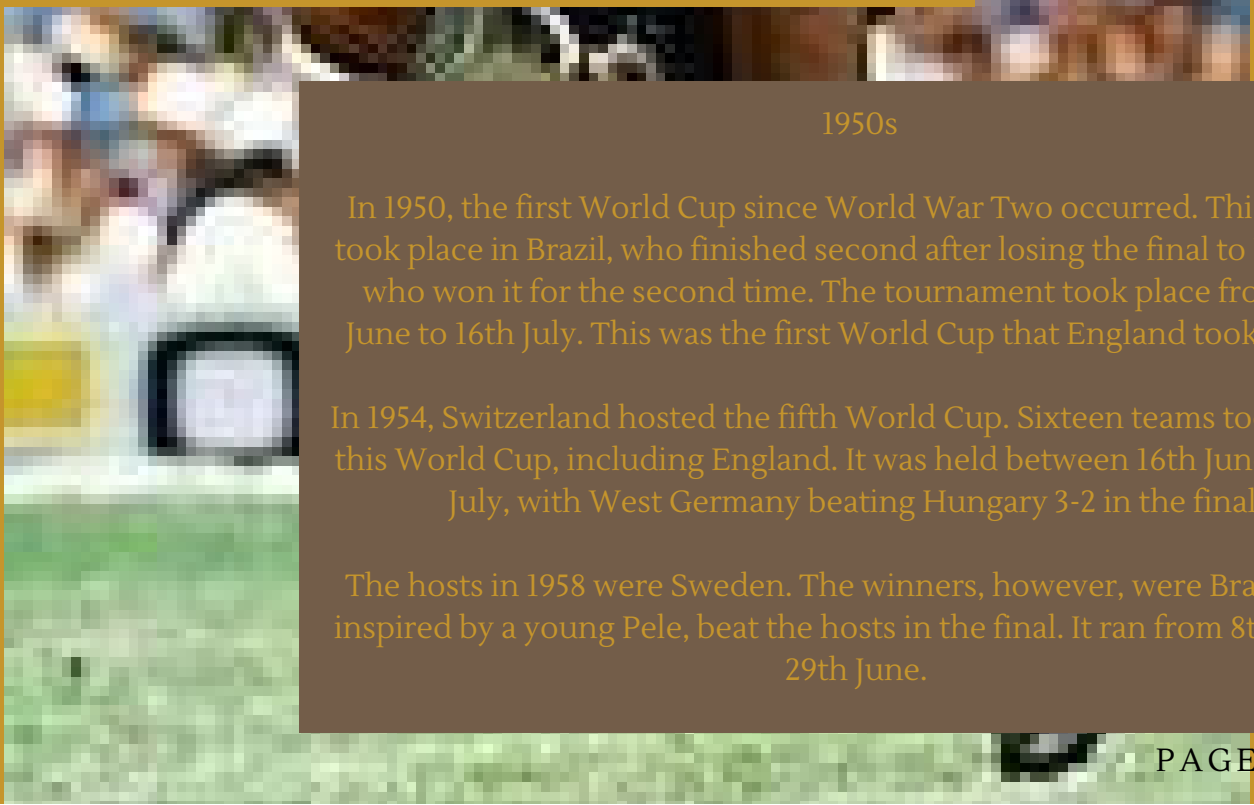 1950s
In 1950, the first World Cup since World War Two occurred. Thi
took place in Brazil, who finished second after losing the final to
who won it for the second time. The tournament took place fro
June to 16th July. This was the first World Cup that England took
In 1954, Switzerland hosted the fifth World Cup. Sixteen teams to
this World Cup, including England. It was held between 16th Jun
July, with West Germany beating Hungary 3-2 in the final
The hosts in 1958 were Sweden. The winners, however, were Bra
inspired by a young Pele, beat the hosts in the final. It ran from 8t
29th June.
PAGE